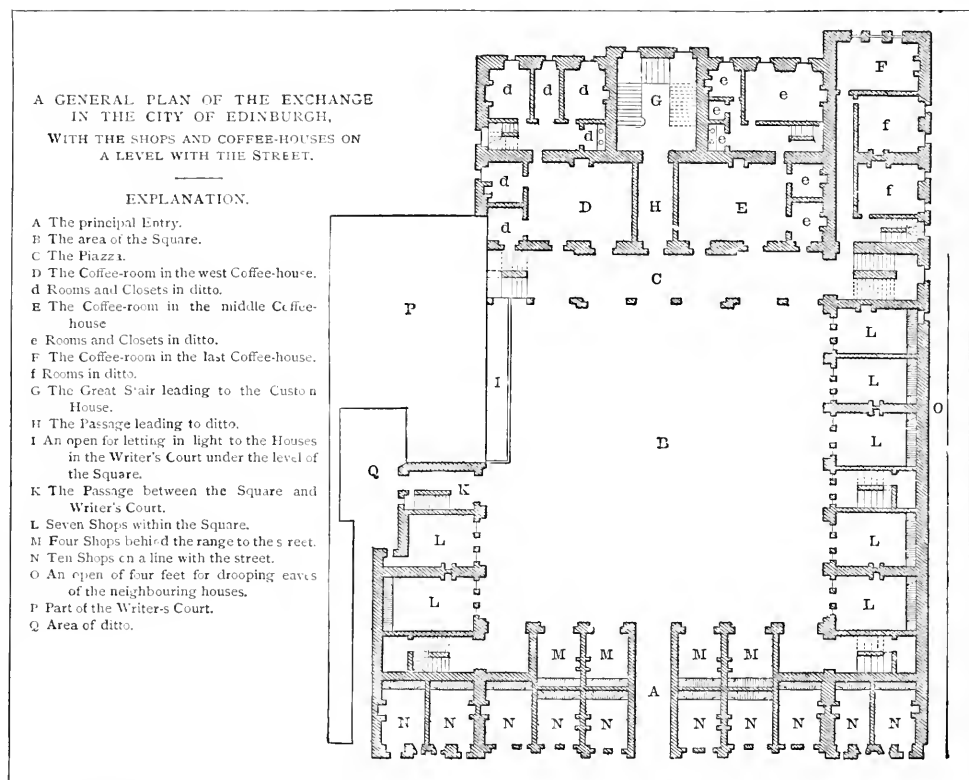 A GENERAL PLAN OF THE EXCHANGE
IN THE CITY OF EDINBURGH,
WITH THE SHOPS AND COFFEE-HOUSES ON
A LEVEL WITH THE STREET.
EXPLANATION.
A The principal Entry.
B The area of the Square.
C The Piazza.
D The Coffee-room in the west Coffee-house.
d Rooms and Closets in ditto.
E The Coffee-room in the middle Coffee-
house
e Rooms and Closets in ditto.
F The Coffee-room in the last Coffee-house.
f Rooms in ditto.
G The Great Stair leading to the Custom
House.
H The Passage leading to ditto.
I An open for letting in light to the Houses
in the Writer's Court under the level of
the Square.
K The Passage between the Square and
Writer's Court.
L Seven Shops within the Square.
M Four Shops behind the range to the street.
N Ten Shops on a line with the street.
O An open of four feet for drooping eaves
of the neighbouring houses.
P Part of the Writer-s Court.
Q Area of ditto.
F
d d d G e e
e
d e f
d e f
D H E
d e
C
P L
I L O
B L
Q
K
L L
L L
M M M M
A
N N N N N N N N N N